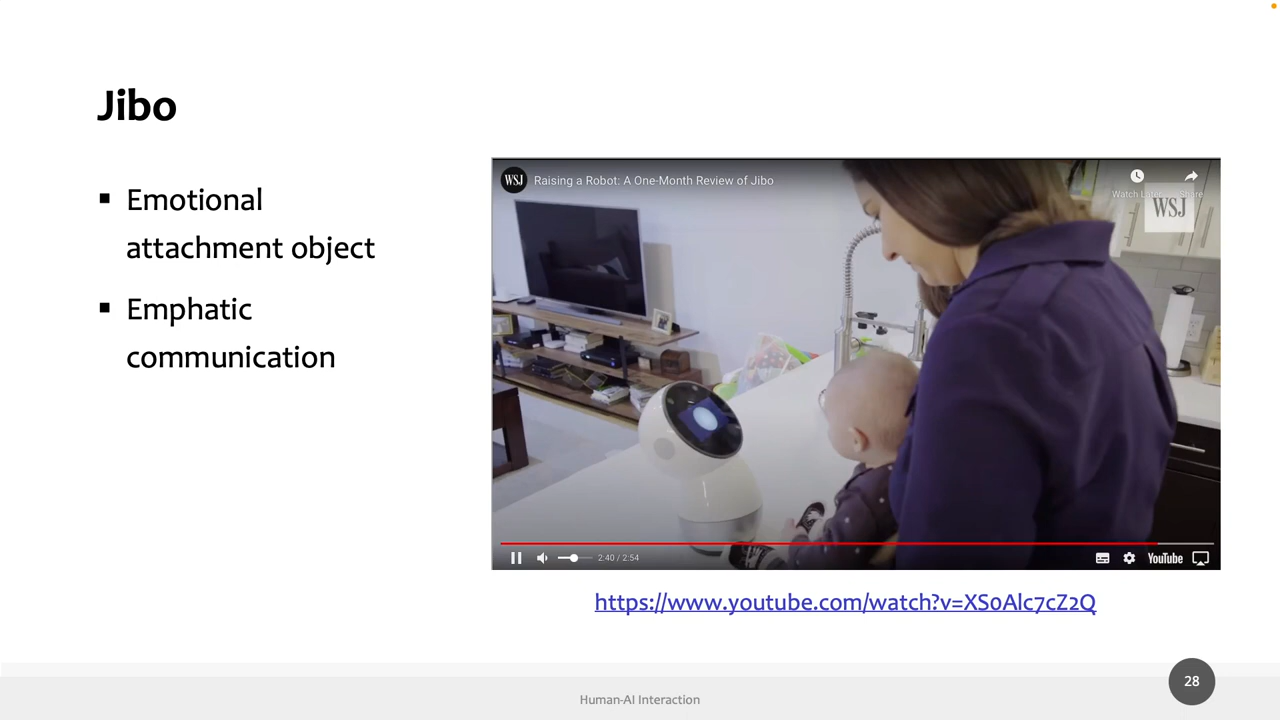 Jibo
Emotional
attachment object
Emphatic
communication
WSJ Raising a Robot: A One-Month Review of Jibo
Watch Later Share
WSJ
2:40 / 2:54
YouTube
https://www.youtube.com/watch?v=XS0Alc7cZ2Q
28
Human-AI Interaction